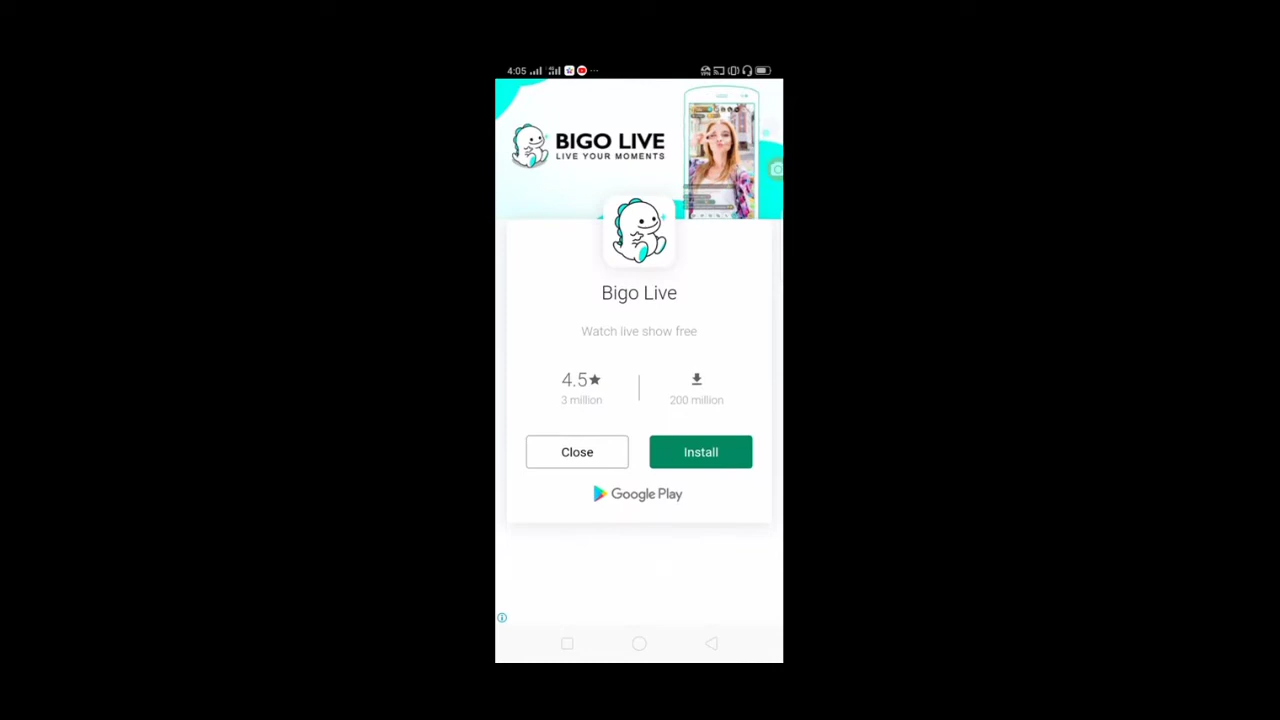 4:05
BIGO LIVE
LIVE YOUR MOMENTS
Bigo Live
Watch live show free
4.5★
3 million
200 million
Close
Install
Google Play